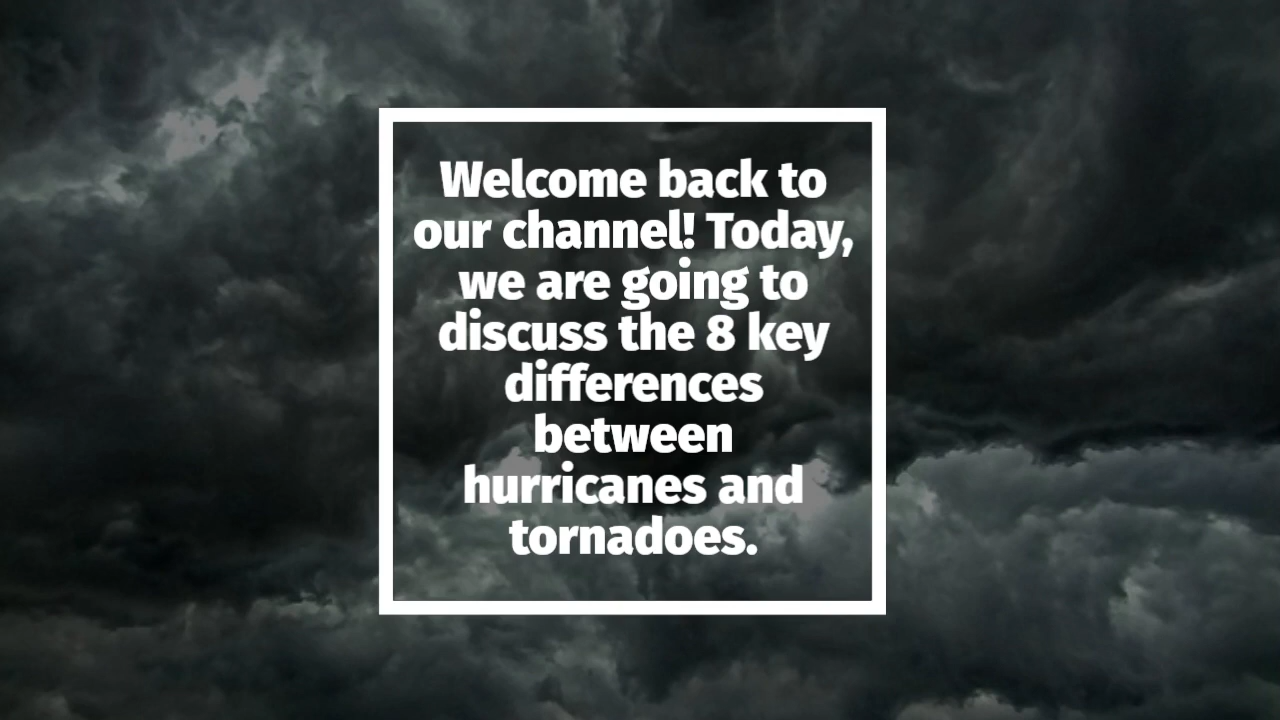 Welcome back to
our channel! Today,
we are going to
discuss the 8 key
differences
between
hurricanes and
tornadoes.